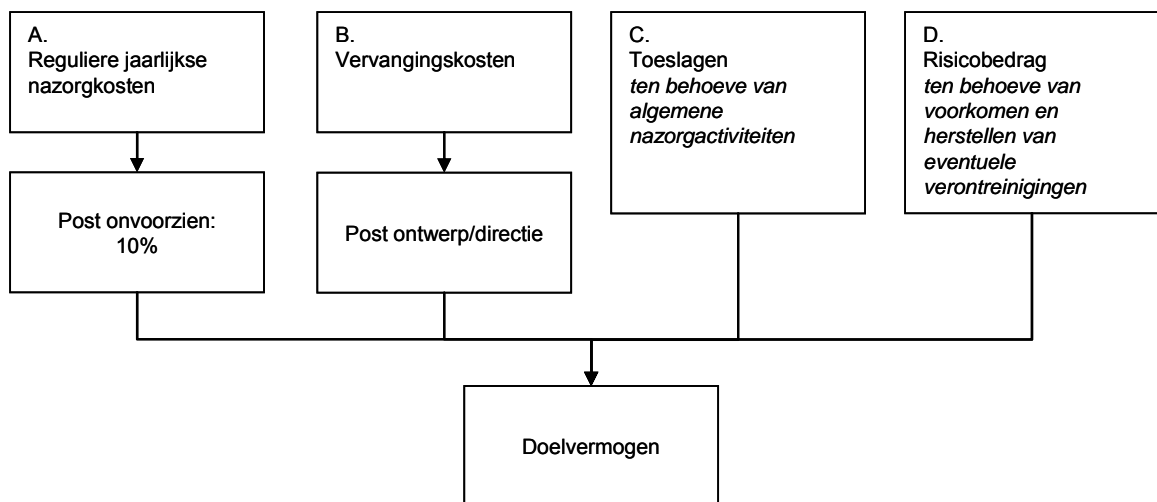 A.
Reguliere jaarlijkse
nazorgkosten
B.
Vervangingskosten
C.
Toeslagen
ten behoeve van
algemene
nazorgactiviteiten
D.
Risicobedrag
ten behoeve van
voorkomen en
herstellen van
eventuele
verontreinigingen
Post onvoorzien:
10%
Post ontwerp/directie
Doelvermogen